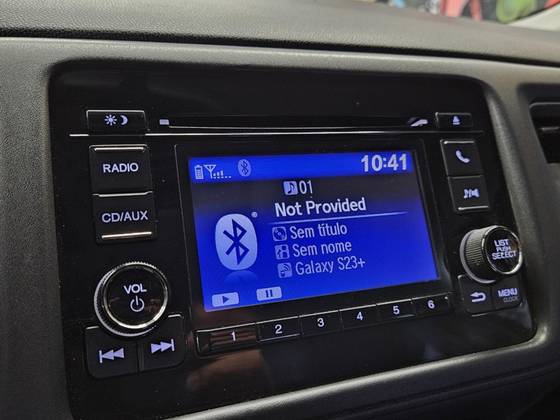 10:41
RADIO
01
Not Provided
CD/AUX
Sem título
Sem nome
Galaxy S23+
LIST
PUSH
SELECT
VOL
MENU
CLOCK
1 2 3 4 5 6